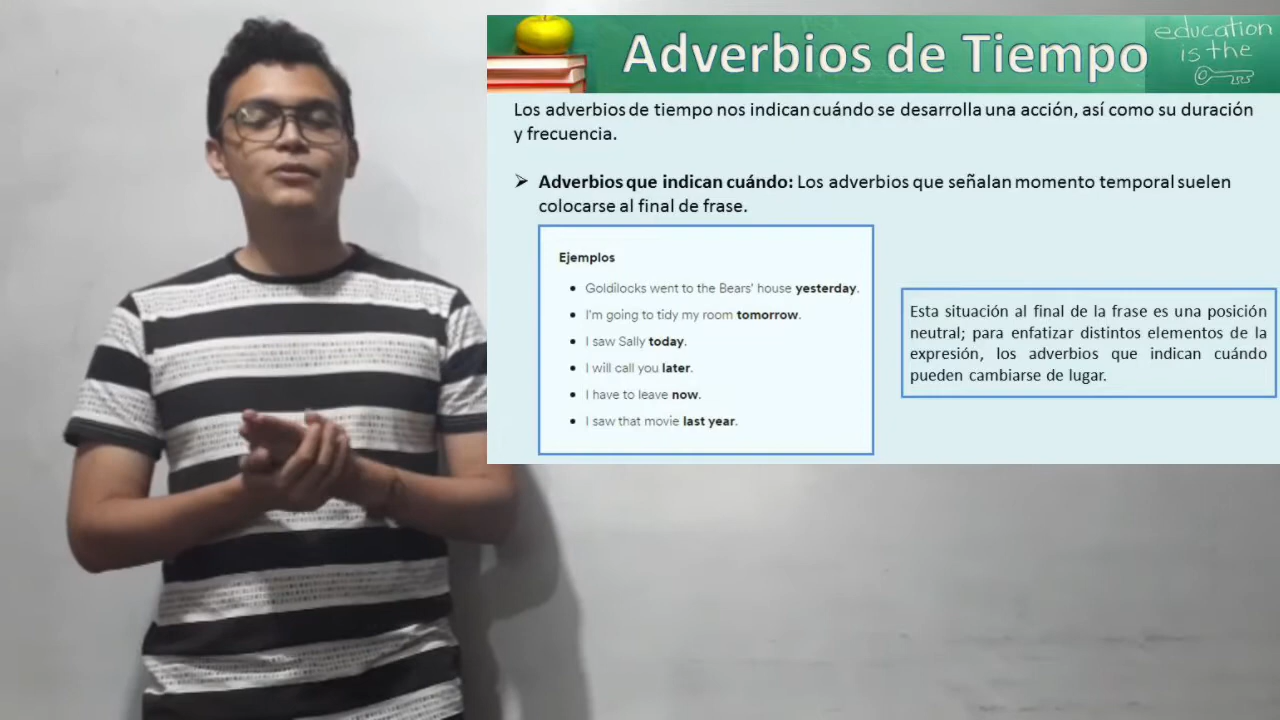 Adverbios de Tiempo
education
is the
Los adverbios de tiempo nos indican cuándo se desarrolla una acción, así como su duración
y frecuencia.
➢ Adverbios que indican cuándo: Los adverbios que señalan momento temporal suelen
colocarse al final de frase.
Ejemplos
• Goldilocks went to the Bears' house yesterday.
• I'm going to tidy my room tomorrow.
• I saw Sally today.
• I will call you later.
• I have to leave now.
• I saw that movie last year.
Esta situación al final de la frase es una posición
neutral; para enfatizar distintos elementos de la
expresión, los adverbios que indican cuándo
pueden cambiarse de lugar.